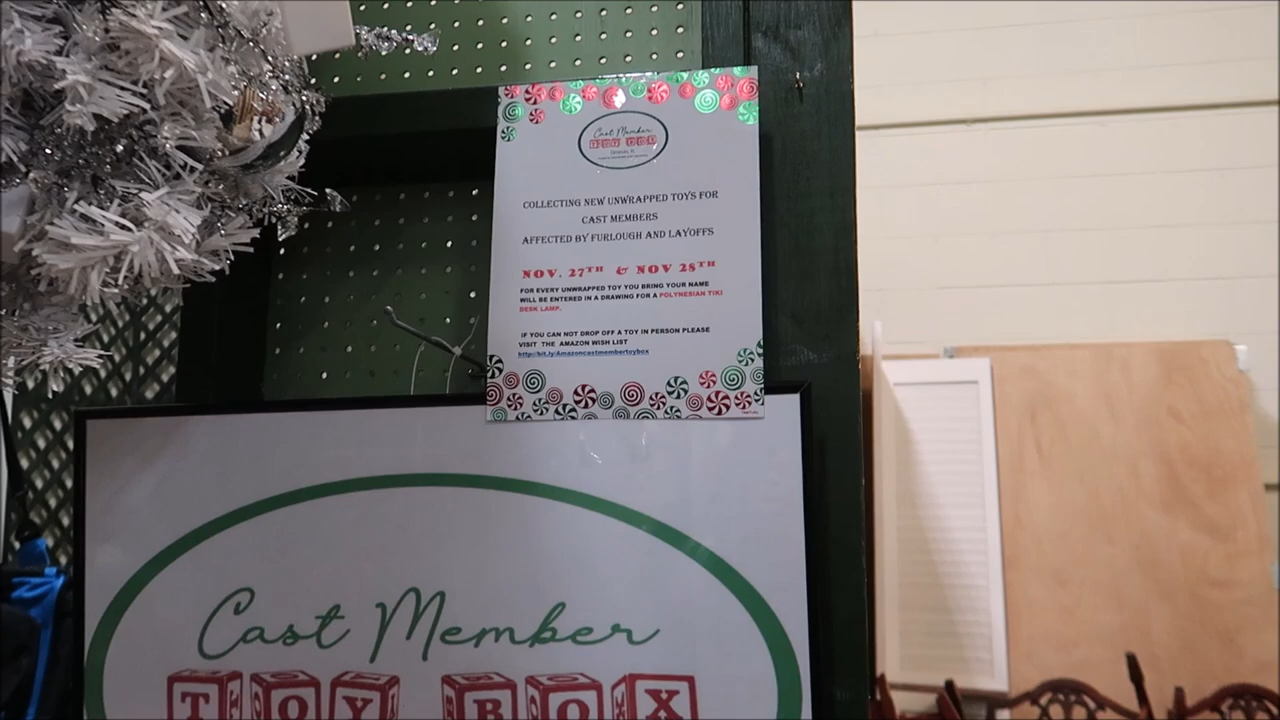 Cast Member
TOY BOX
COLLECTING NEW UNWRAPPED TOYS FOR
CAST MEMBERS
AFFECTED BY FURLOUGH AND LAYOFFS
NOV. 27TH & NOV 28TH
FOR EVERY UNWRAPPED TOY YOU BRING YOUR NAME
WILL BE ENTERED IN A DRAWING FOR A POLYNESIAN TIKI
DESK LAMP.
IF YOU CAN NOT DROP OFF A TOY IN PERSON PLEASE
VISIT THE AMAZON WISH LIST
http://bit.ly/Amazoncastmembertoybox
Cast Member
TOY BOX